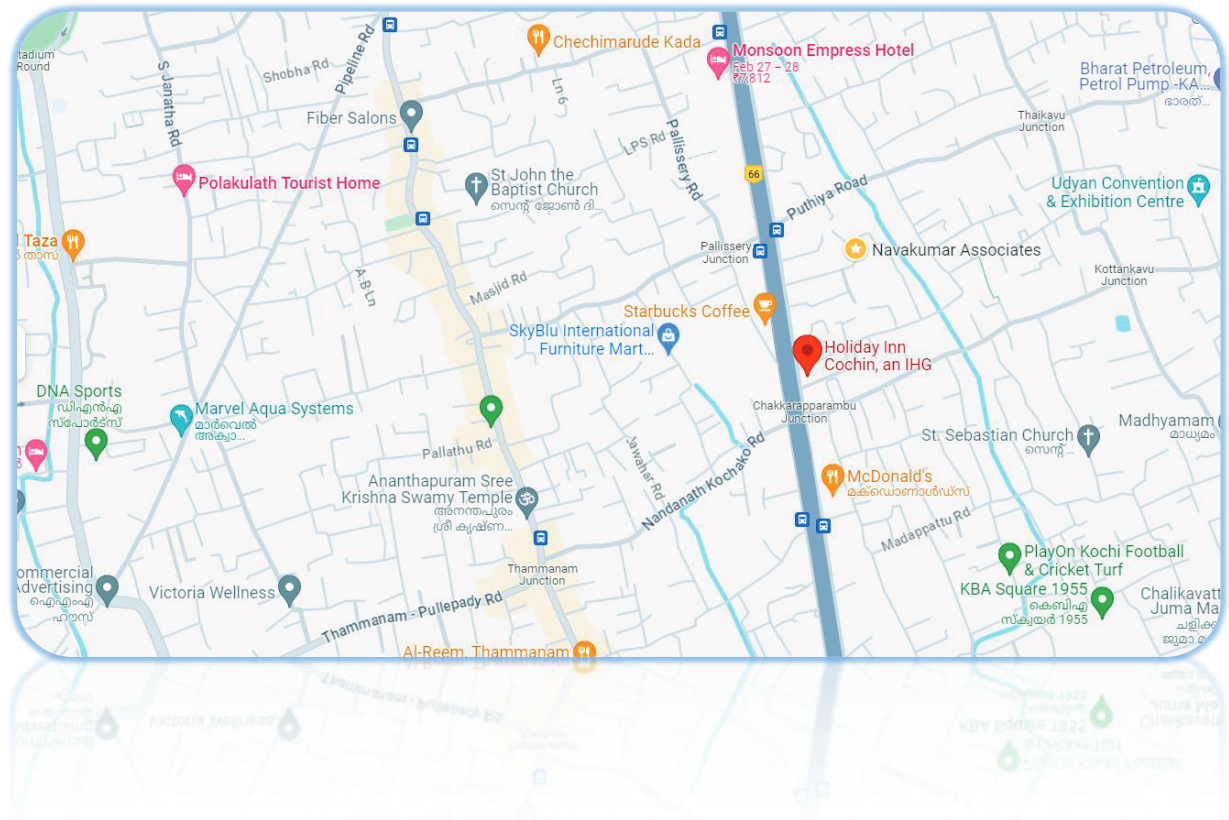 Chechimarude Kada
Monsoon Empress Hotel
Feb 27 – 28
₹7,812
Bharat Petroleum,
Petrol Pump -KA...
ഭാരത്...
Round
Shobha Rd
Pipeline Rd
S Janatha Rd
Ln 6
Fiber Salons
LPS Rd
Pallissery Rd
Thaikavu
Junction
66
Polakulath Tourist Home
St John the
Baptist Church
സെന്റ് ജോൺ ദി...
Puthiya Road
Udyan Convention
& Exhibition Centre
Taza
Pallissery
Junction
Navakumar Associates
A.B Ln
Masjid Rd
Kottankavu
Junction
Starbucks Coffee
SkyBlu International
Furniture Mart...
Holiday Inn
Cochin, an IHG
DNA Sports
ഡിഎൻഎ
സ്പോർട്സ്
Marvel Aqua Systems
മാർവെൽ
അക്വാ...
Chakkarapparambu
Junction
Madhyamam
മാധ്യമം
St. Sebastian Church
സെന്റ്...
Pallathu Rd
Jawahar Rd
Nandanath Kochako Rd
McDonald's
മക്ഡൊണാൾഡ്സ്
Ananthapuram Sree
Krishna Swamy Temple
അനന്തപുരം
ശ്രീ കൃഷ്ണ...
Madappattu Rd
PlayOn Kochi Football
& Cricket Turf
KBA Square 1955
കെബിഎ
സ്ക്വയർ 1955
Thammanam
Junction
Advertising
ഐഎംഎ
ഹൗസ്
Victoria Wellness
Thammanam - Pullepady Rd
Chalikavatt
Juma Ma
ചളിക്ക
ജുമാ മ
Al-Reem, Thammanam